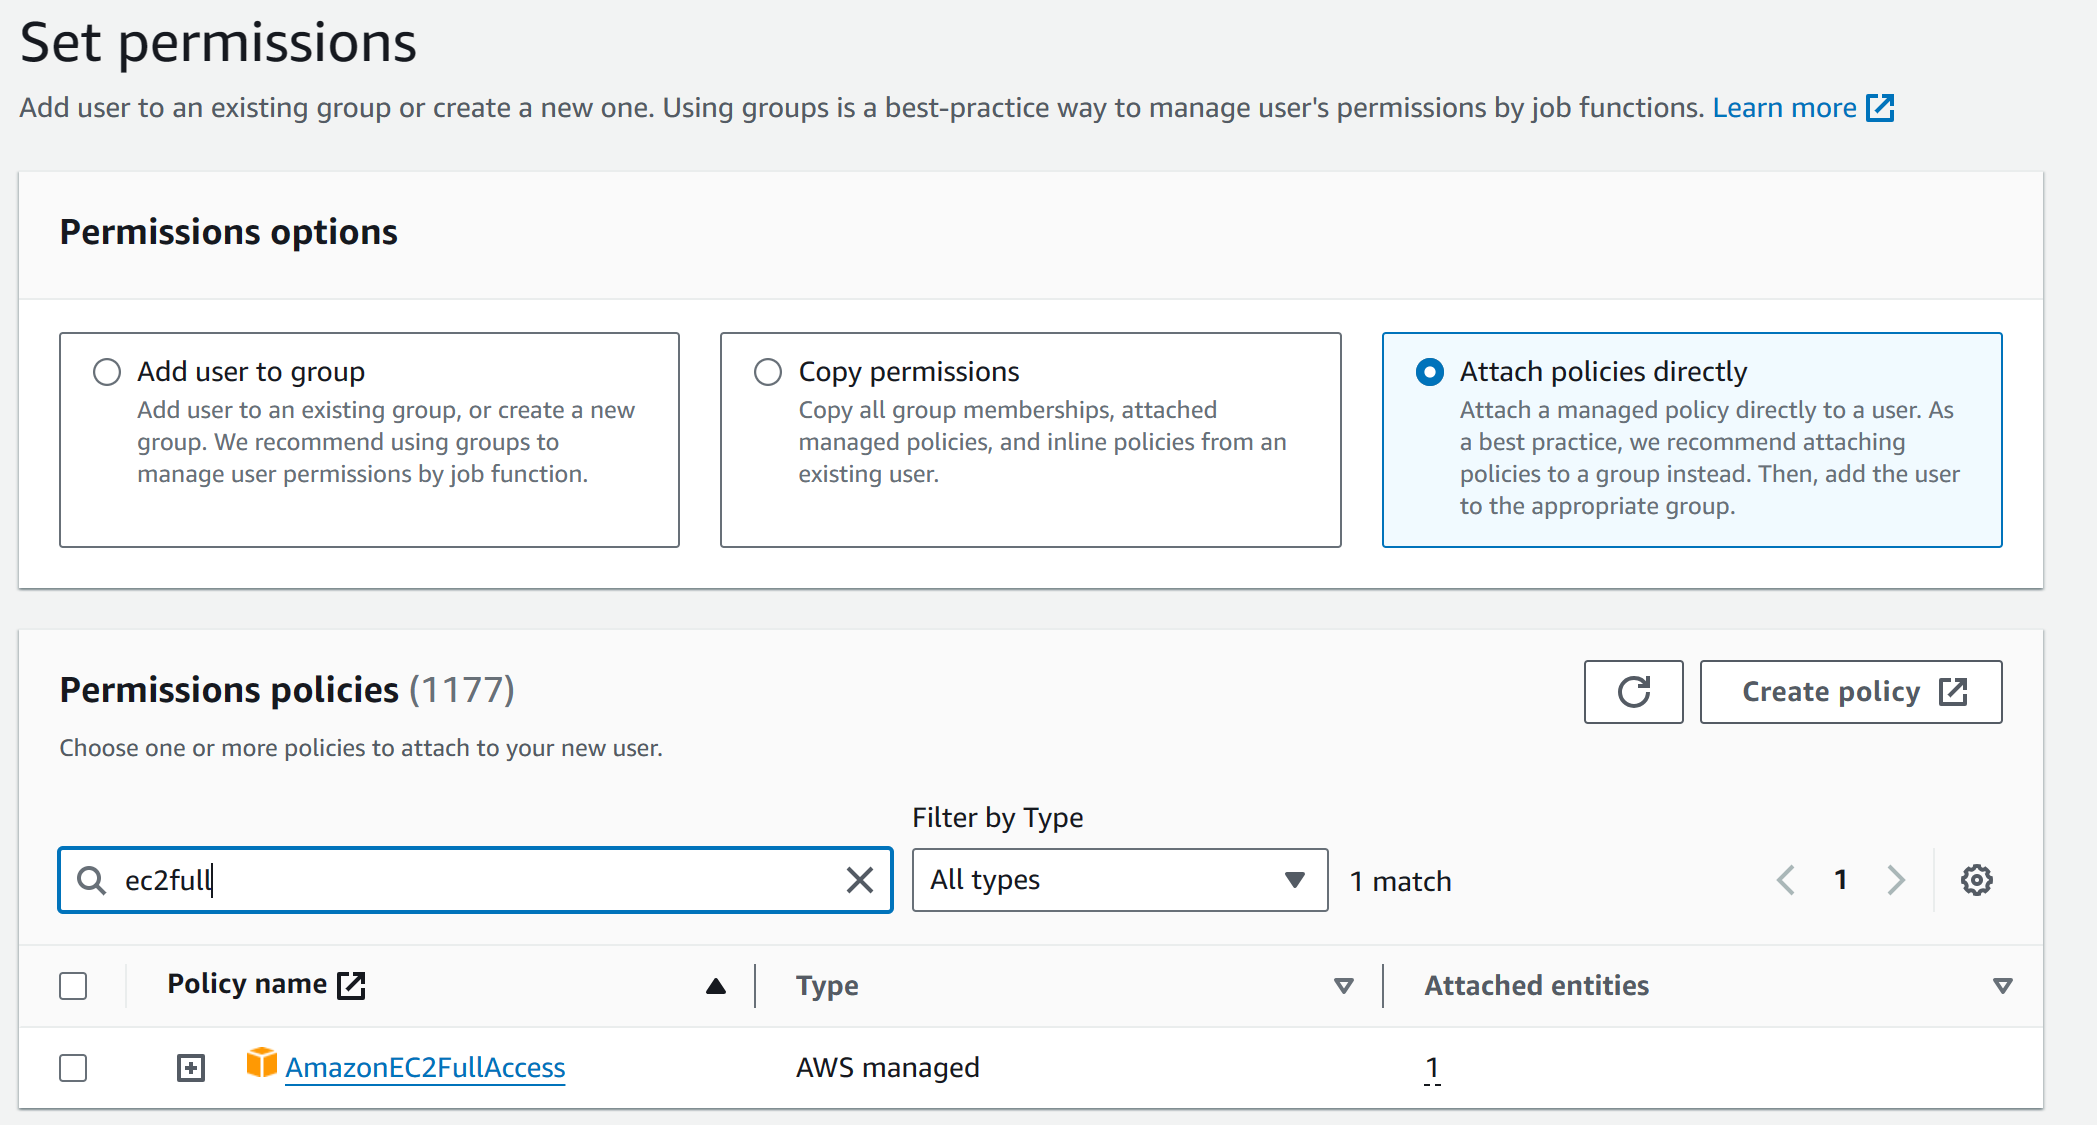 Set permissions
Add user to an existing group or create a new one. Using groups is a best-practice way to manage user's permissions by job functions. Learn more
Permissions options
Add user to group
Add user to an existing group, or create a new
group. We recommend using groups to
manage user permissions by job function.
Copy permissions
Copy all group memberships, attached
managed policies, and inline policies from an
existing user.
Attach policies directly
Attach a managed policy directly to a user. As
a best practice, we recommend attaching
policies to a group instead. Then, add the user
to the appropriate group.
Permissions policies (1177)
Create policy
Choose one or more policies to attach to your new user.
Filter by Type
ec2full
All types
1 match
1
Policy name
Type
Attached entities
AmazonEC2FullAccess
AWS managed
1